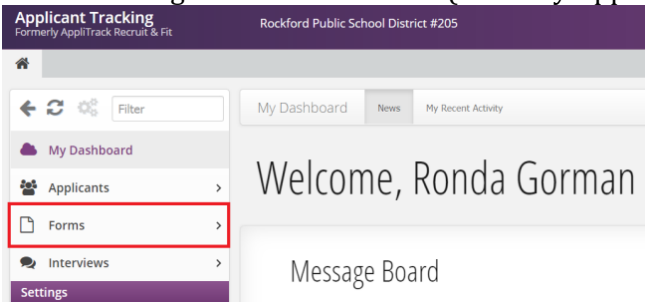 Applicant Tracking
Formerly AppliTrack Recruit & Fit
Rockford Public School District #205
Filter
My Dashboard News My Recent Activity
My Dashboard
Applicants
Forms
Interviews
Settings
Welcome, Ronda Gorman
Message Board